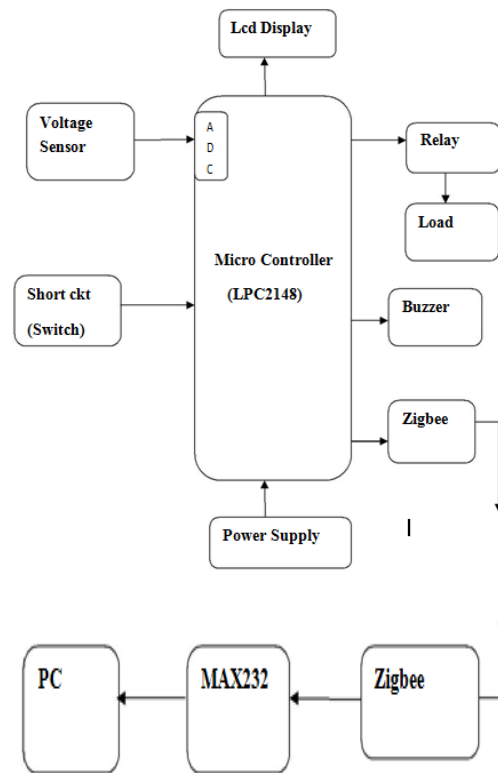 Lcd Display
Voltage
Sensor
A
D
C
Relay
Load
Micro Controller
(LPC2148)
Short ckt
(Switch)
Buzzer
Zigbee
Power Supply
PC
MAX232
Zigbee